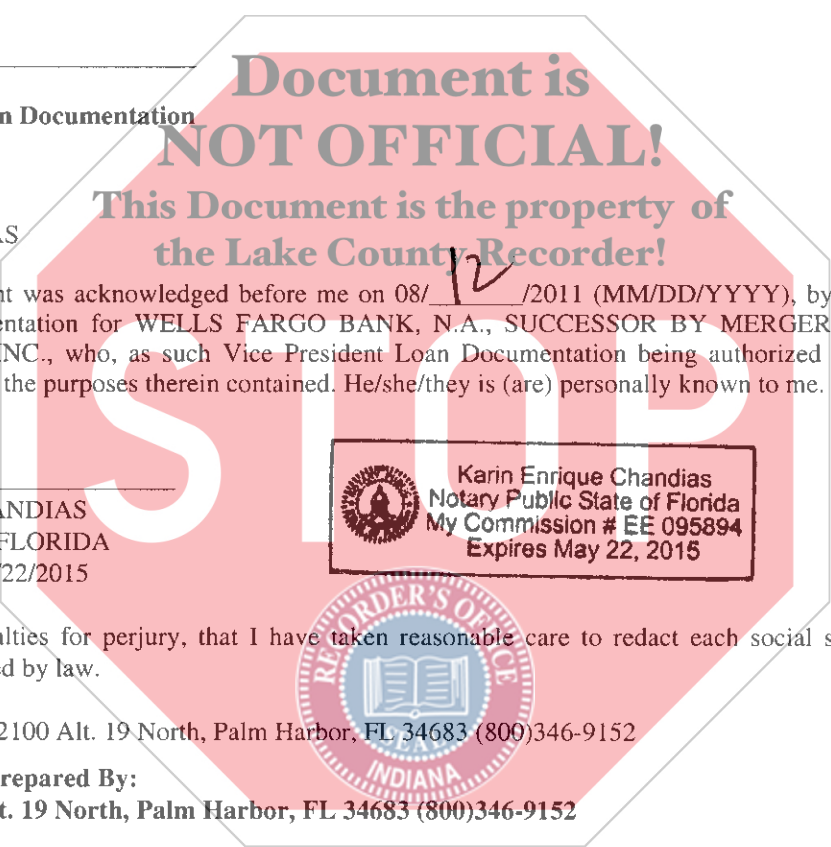 Document is
n Documentation
NOT OFFICIAL!
This Document is the property of
AS
the Lake County Recorder!
nt was acknowledged before me on 08/ 12 /2011 (MM/DD/YYYY), by
entation for WELLS FARGO BANK, N.A., SUCCESSOR BY MERGER
INC., who, as such Vice President Loan Documentation being authorized
the purposes therein contained. He/she/they is (are) personally known to me.
STOP
Karin Enrique Chandias
Notary Public State of Florida
My Commission # EE 095894
Expires May 22, 2015
ANDIAS
FLORIDA
/22/2015
RECORDER'S OFFICE
alties for perjury, that I have taken reasonable care to redact each social s
ed by law.
2100 Alt. 19 North, Palm Harbor, FL 34683 (800)346-9152
SEAL
INDIANA
repared By:
t. 19 North, Palm Harbor, FL 34683 (800)346-9152